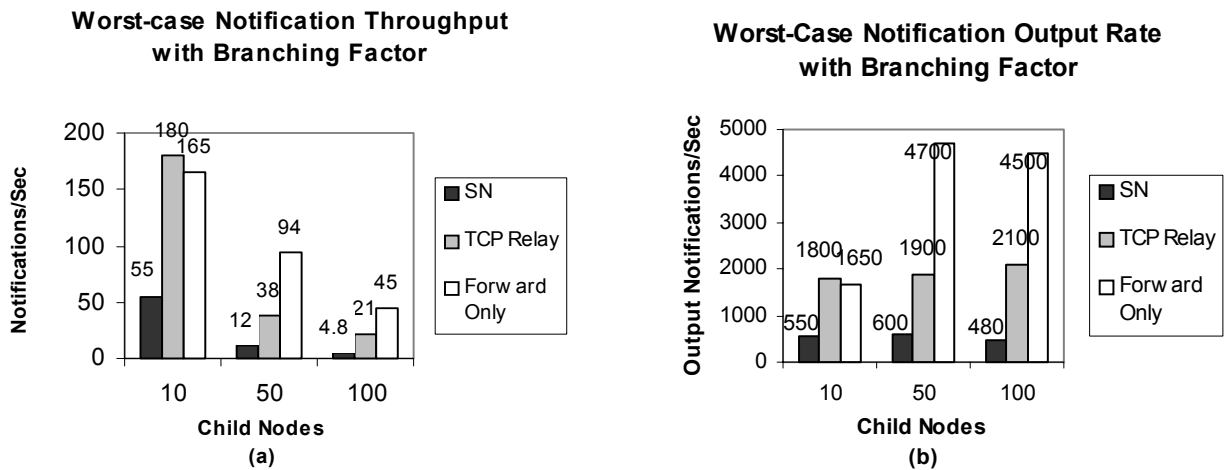 Worst-case Notification Throughput
with Branching Factor
Notifications/Sec
200
150
100
50
0
180
165
55
94
38
12
45
21
4.8
10
50
100
Child Nodes
(a)
SN
TCP Relay
Forw ard
Only
Worst-Case Notification Output Rate
with Branching Factor
Output Notifications/Sec
5000
4000
3000
2000
1000
0
4700
4500
1800
1650
1900
2100
550
600
480
10
50
100
Child Nodes
(b)
SN
TCP Relay
Forw ard
Only